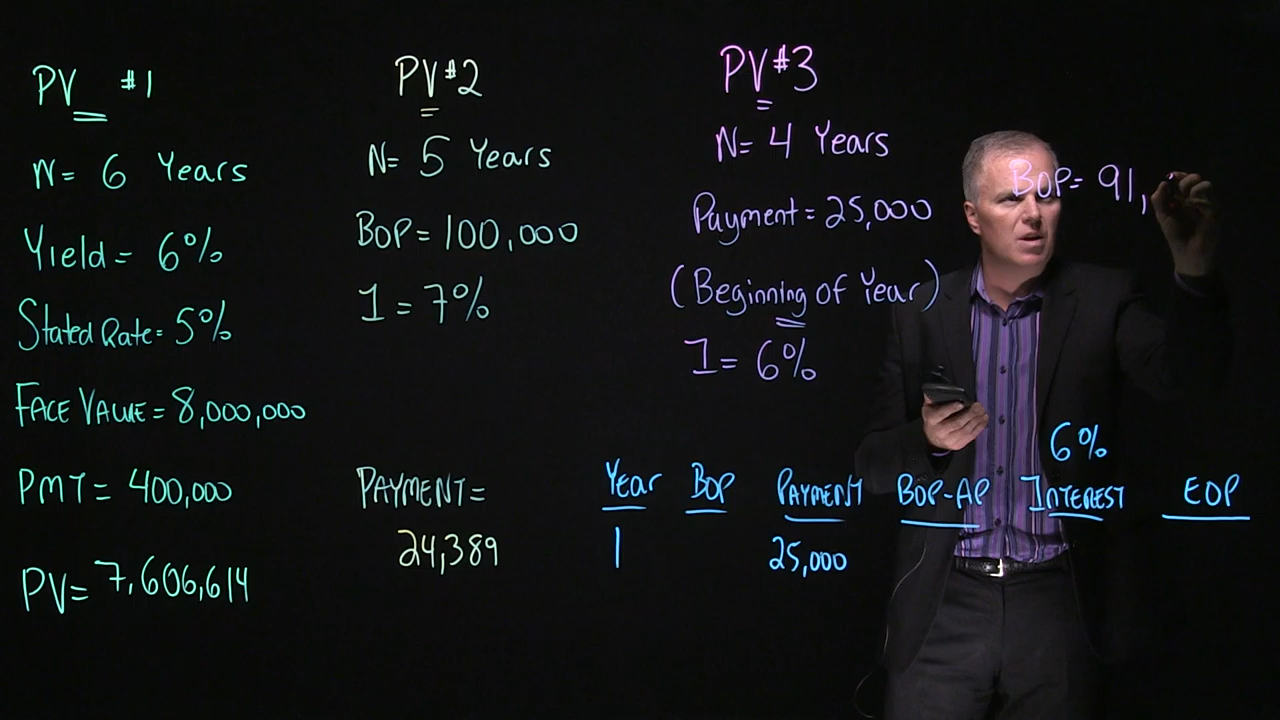 PV #1
N= 6 Years
Yield= 6%
Stated Rate= 5%
FACE VALUE= 8,000,000
PMT= 400,000
PV= 7,606,614
PV#2
N= 5 Years
BOP= 100,000
I = 7%
PAYMENT=
24,389
PV#3
N= 4 Years
Payment= 25,000
(Beginning of Year)
I= 6%
BOP= 91,
6%
Year BOP PAYMENT BOP-AP INTEREST EOP
1 25,000